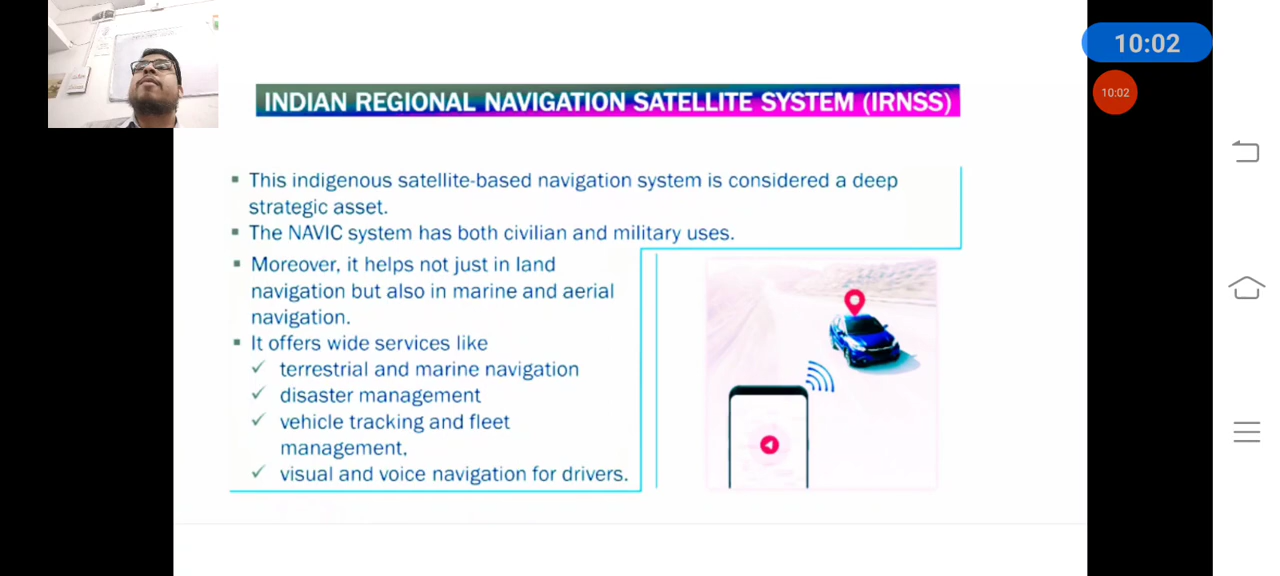 10:02
10:02
INDIAN REGIONAL NAVIGATION SATELLITE SYSTEM (IRNSS)
▪ This indigenous satellite-based navigation system is considered a deep
strategic asset.
▪ The NAVIC system has both civilian and military uses.
▪ Moreover, it helps not just in land
navigation but also in marine and aerial
navigation.
▪ It offers wide services like
✓ terrestrial and marine navigation
✓ disaster management
✓ vehicle tracking and fleet
management,
✓ visual and voice navigation for drivers.